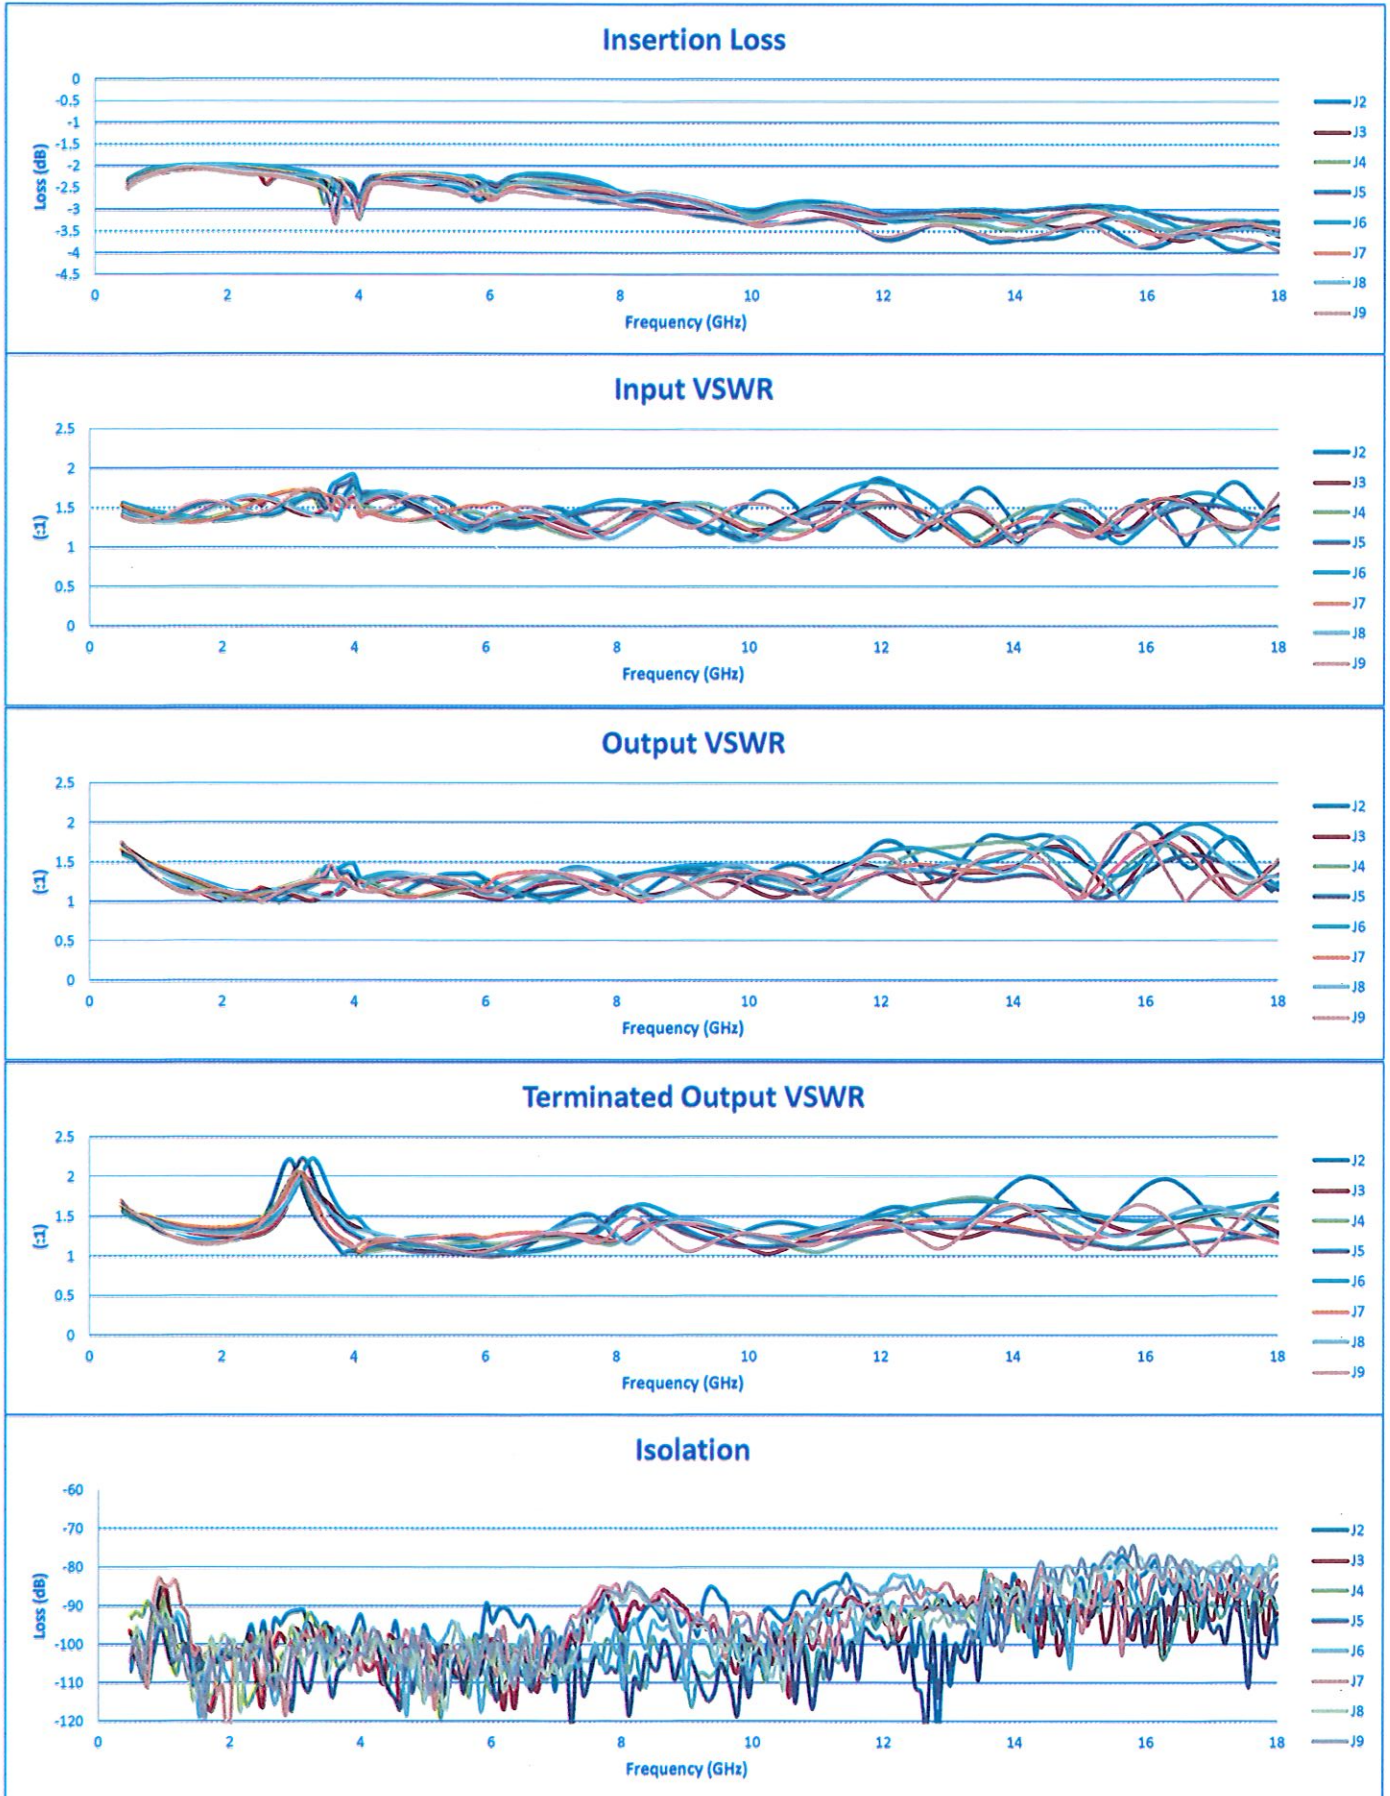 Insertion Loss
0
-0.5
-1
-1.5
-2
-2.5
-3
-3.5
-4
-4.5
Loss (dB)
0 2 4 6 8 10 12 14 16 18
Frequency (GHz)
J2
J3
J4
J5
J6
J7
J8
J9
Input VSWR
2.5
2
1.5
1
0.5
0
(:1)
0 2 4 6 8 10 12 14 16 18
Frequency (GHz)
J2
J3
J4
J5
J6
J7
J8
J9
Output VSWR
2.5
2
1.5
1
0.5
0
(:1)
0 2 4 6 8 10 12 14 16 18
Frequency (GHz)
J2
J3
J4
J5
J6
J7
J8
J9
Terminated Output VSWR
2.5
2
1.5
1
0.5
0
(:1)
0 2 4 6 8 10 12 14 16 18
Frequency (GHz)
J2
J3
J4
J5
J6
J7
J8
J9
Isolation
-60
-70
-80
-90
-100
-110
-120
Loss (dB)
0 2 4 6 8 10 12 14 16 18
Frequency (GHz)
J2
J3
J4
J5
J6
J7
J8
J9